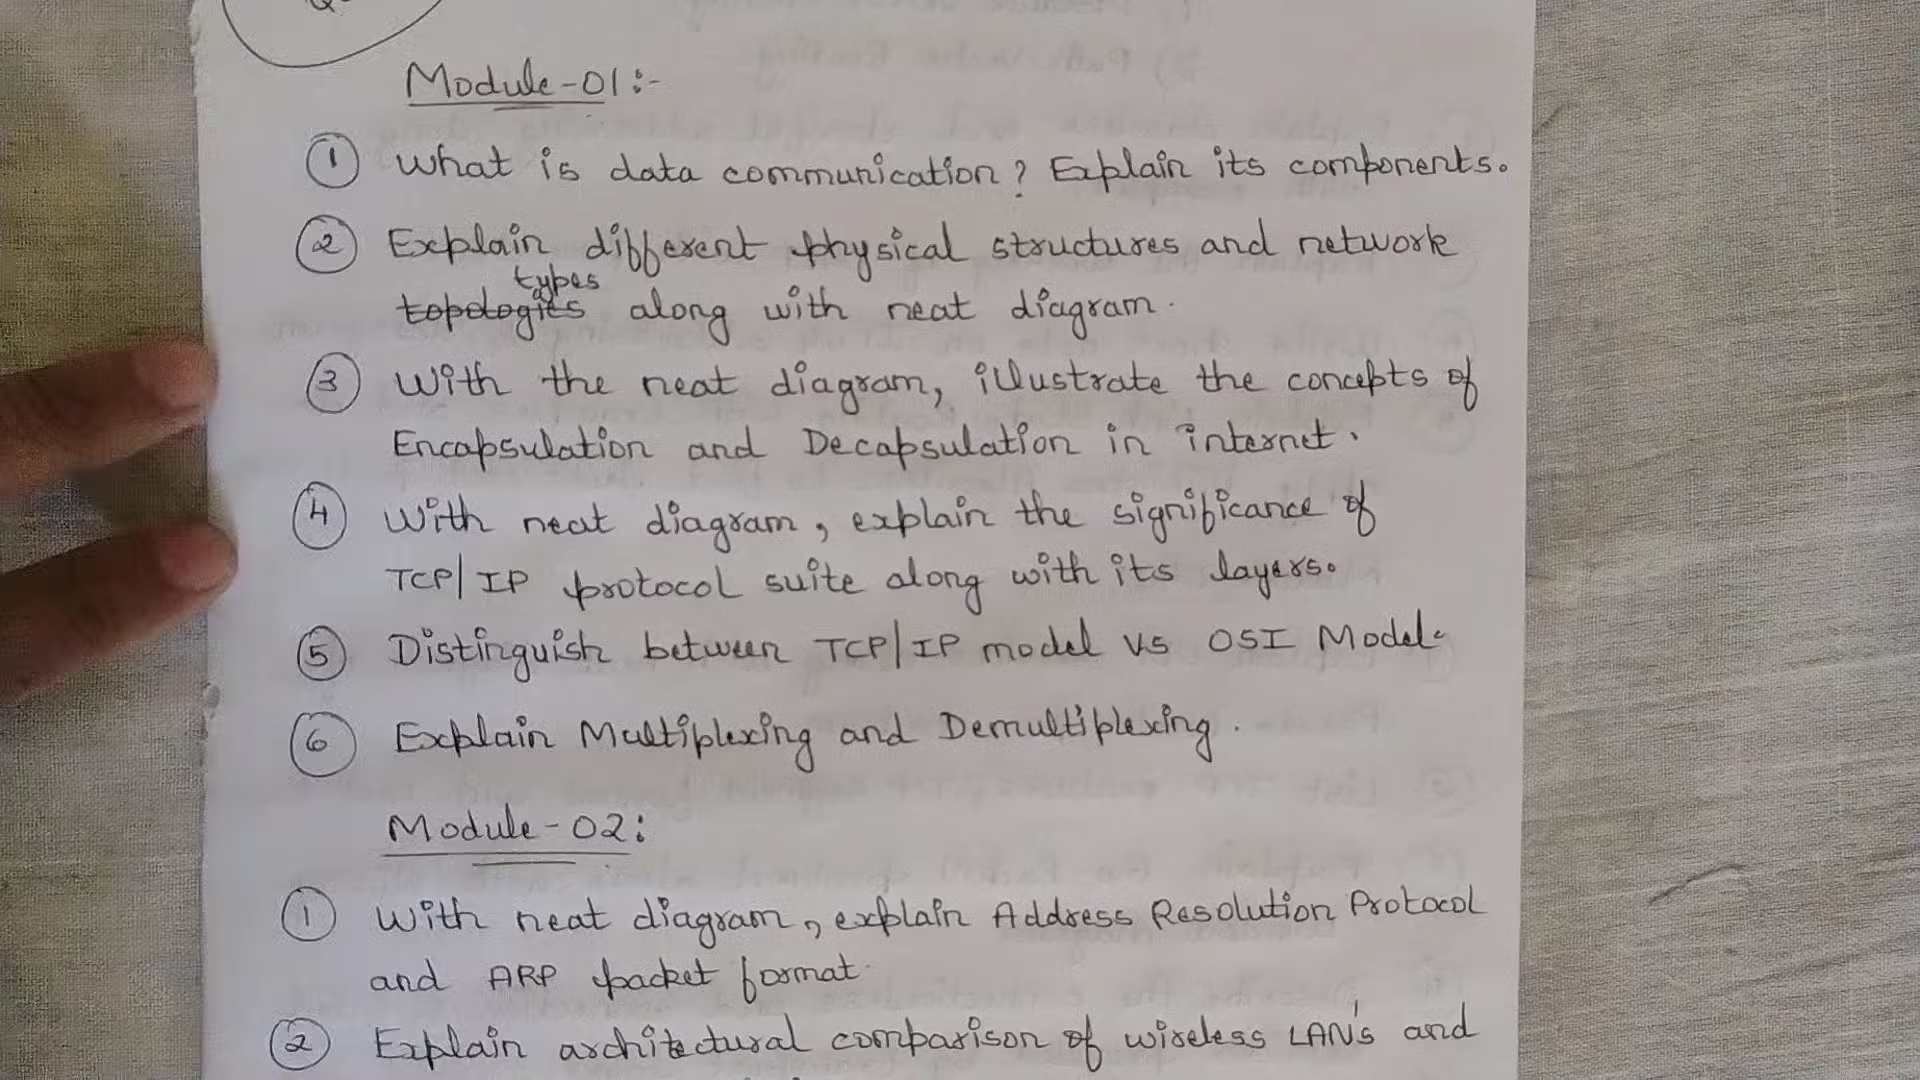 Module-01:-
① What is data communication? Explain its components.
② Explain different physical structures and network
types
topologies along with neat diagram.
③ With the neat diagram, illustrate the concepts of
Encapsulation and Decapsulation in internet.
④ With neat diagram, explain the significance of
TCP/IP protocol suite along with its layers.
⑤ Distinguish between TCP/IP model vs OSI Model.
⑥ Explain Multiplexing and Demultiplexing.
Module-02:
① With neat diagram, explain Address Resolution Protocol
and ARP packet format.
② Explain architectural comparison of wireless LAN's and